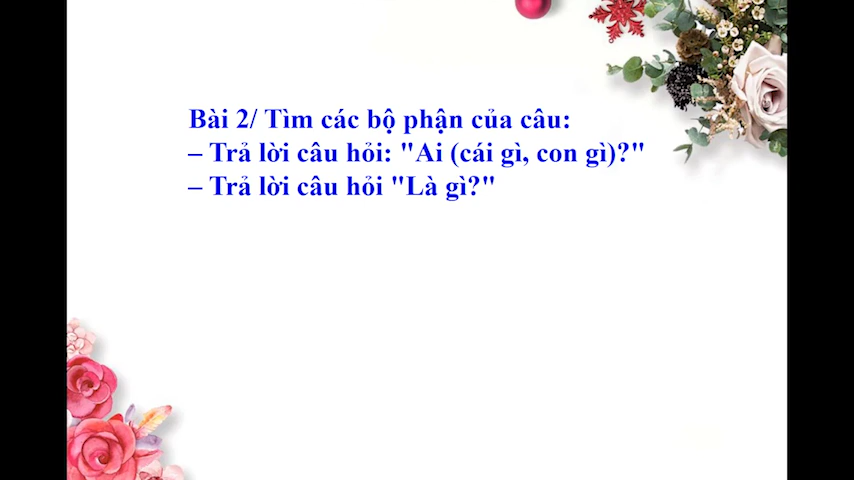 Bài 2/ Tìm các bộ phận của câu:
– Trả lời câu hỏi: "Ai (cái gì, con gì)?"
– Trả lời câu hỏi "Là gì?"